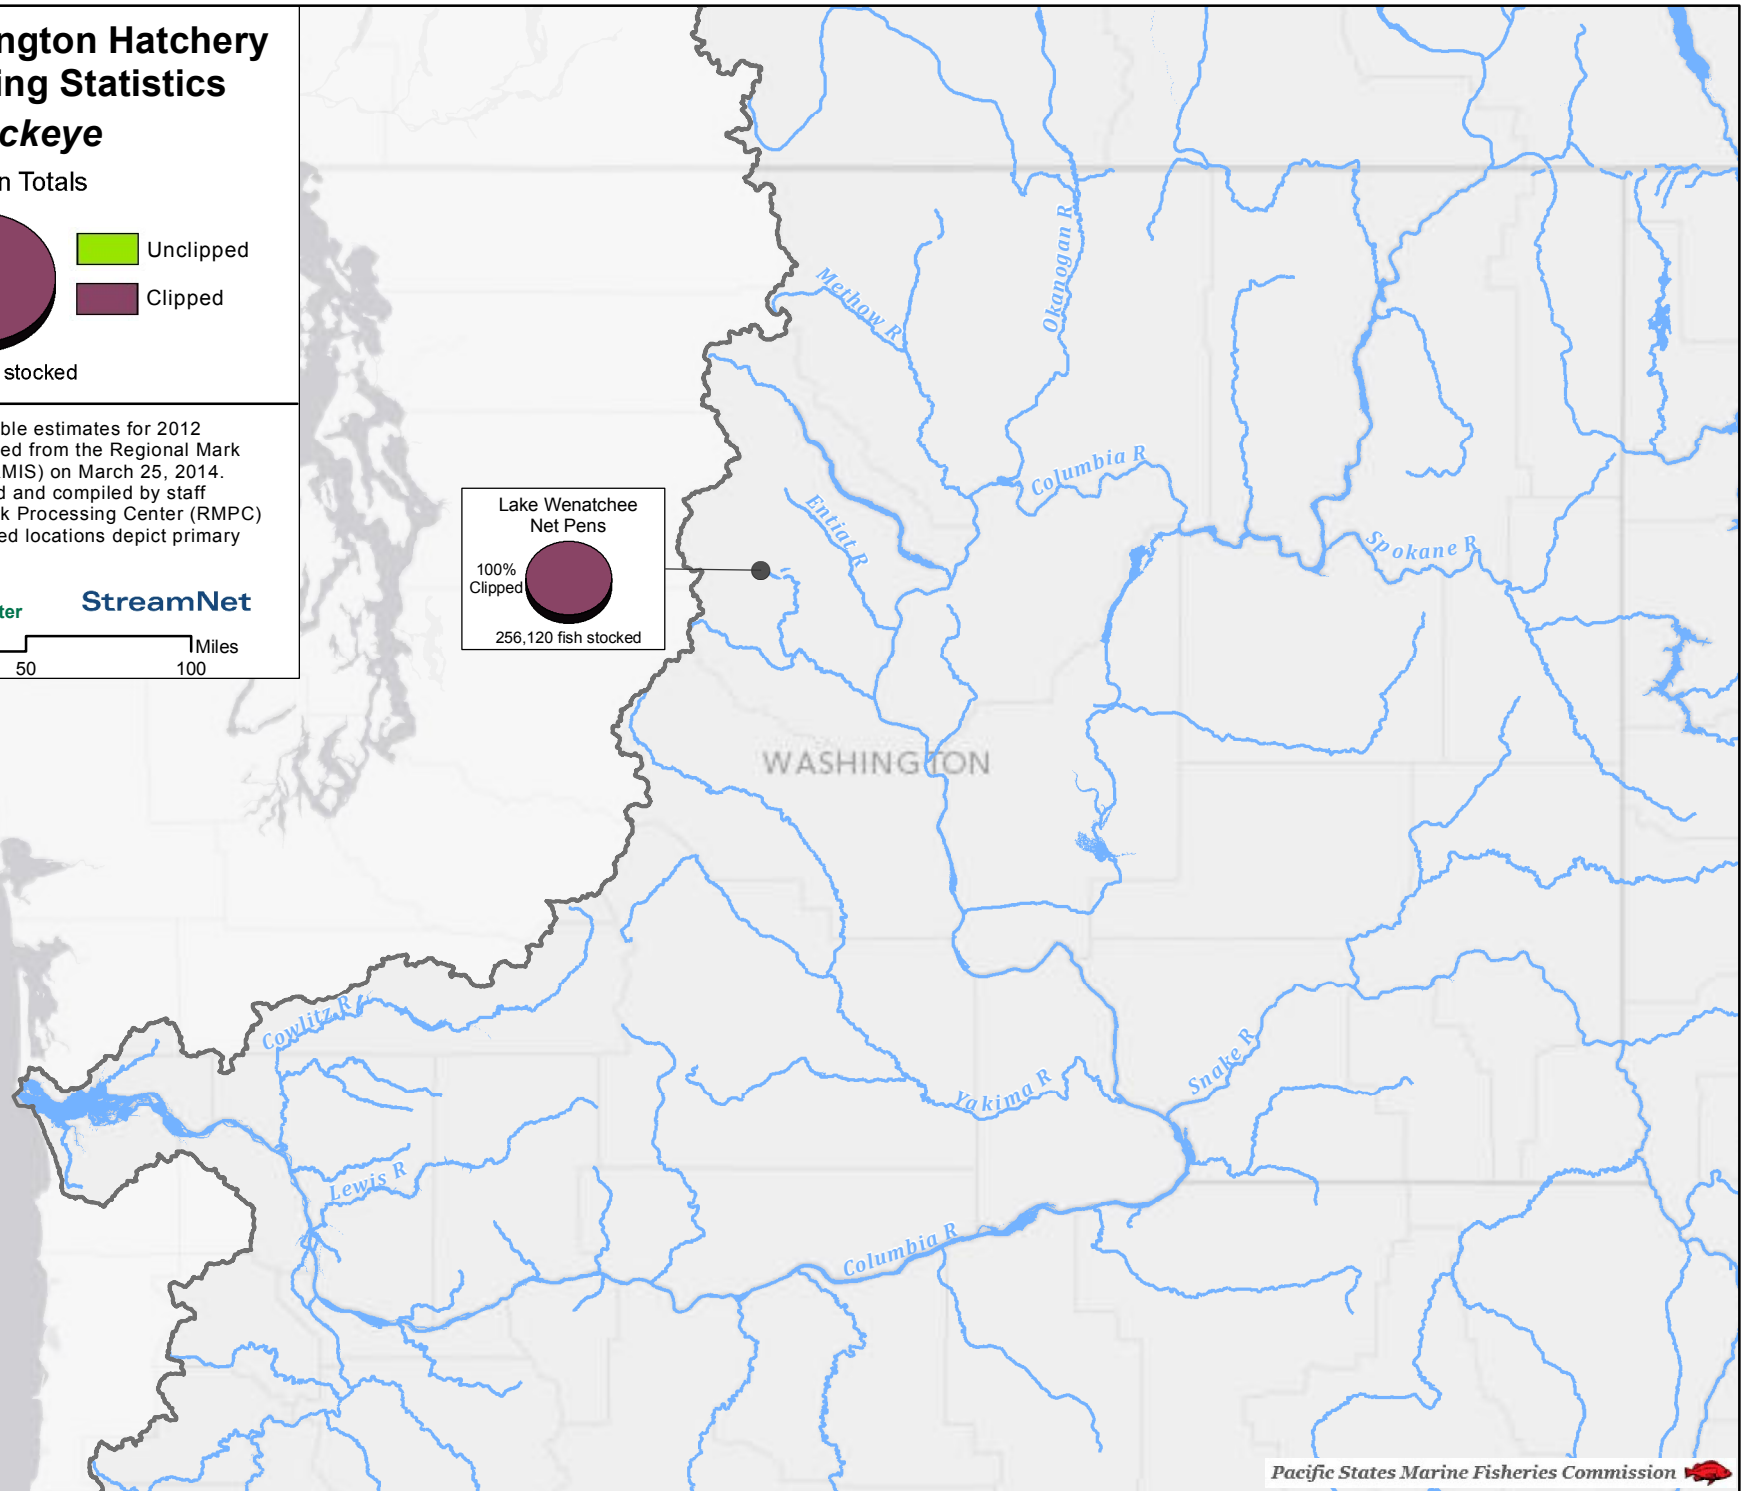 ngton Hatchery
ing Statistics
ckeye
n Totals
Unclipped
Clipped
stocked
ble estimates for 2012
ed from the Regional Mark
MIS) on March 25, 2014.
d and compiled by staff
k Processing Center (RMPC)
ed locations depict primary
ter
StreamNet
Miles
50
100
Methow R
Okanogan R
Columbia R
Entiat R
Spokane R
Lake Wenatchee
Net Pens
100%
Clipped
256,120 fish stocked
WASHINGTON
Cowlitz R
Snake R
Yakima R
Lewis R
Columbia R
Pacific States Marine Fisheries Commission